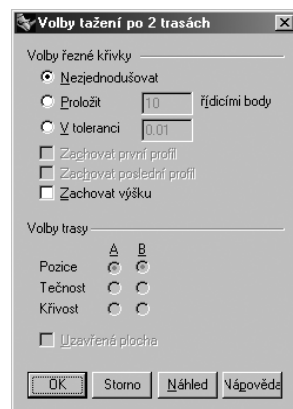 Volby tažení po 2 trasách
Volby řezné křivky
Nezjednodušovat
Proložit 10 řídicími body
V toleranci 0.01
Zachovat první profil
Zachovat poslední profil
Zachovat výšku
Volby trasy
A B
Pozice
Tečnost
Křivost
Uzavřená plocha
OK Storno Náhled Nápověda